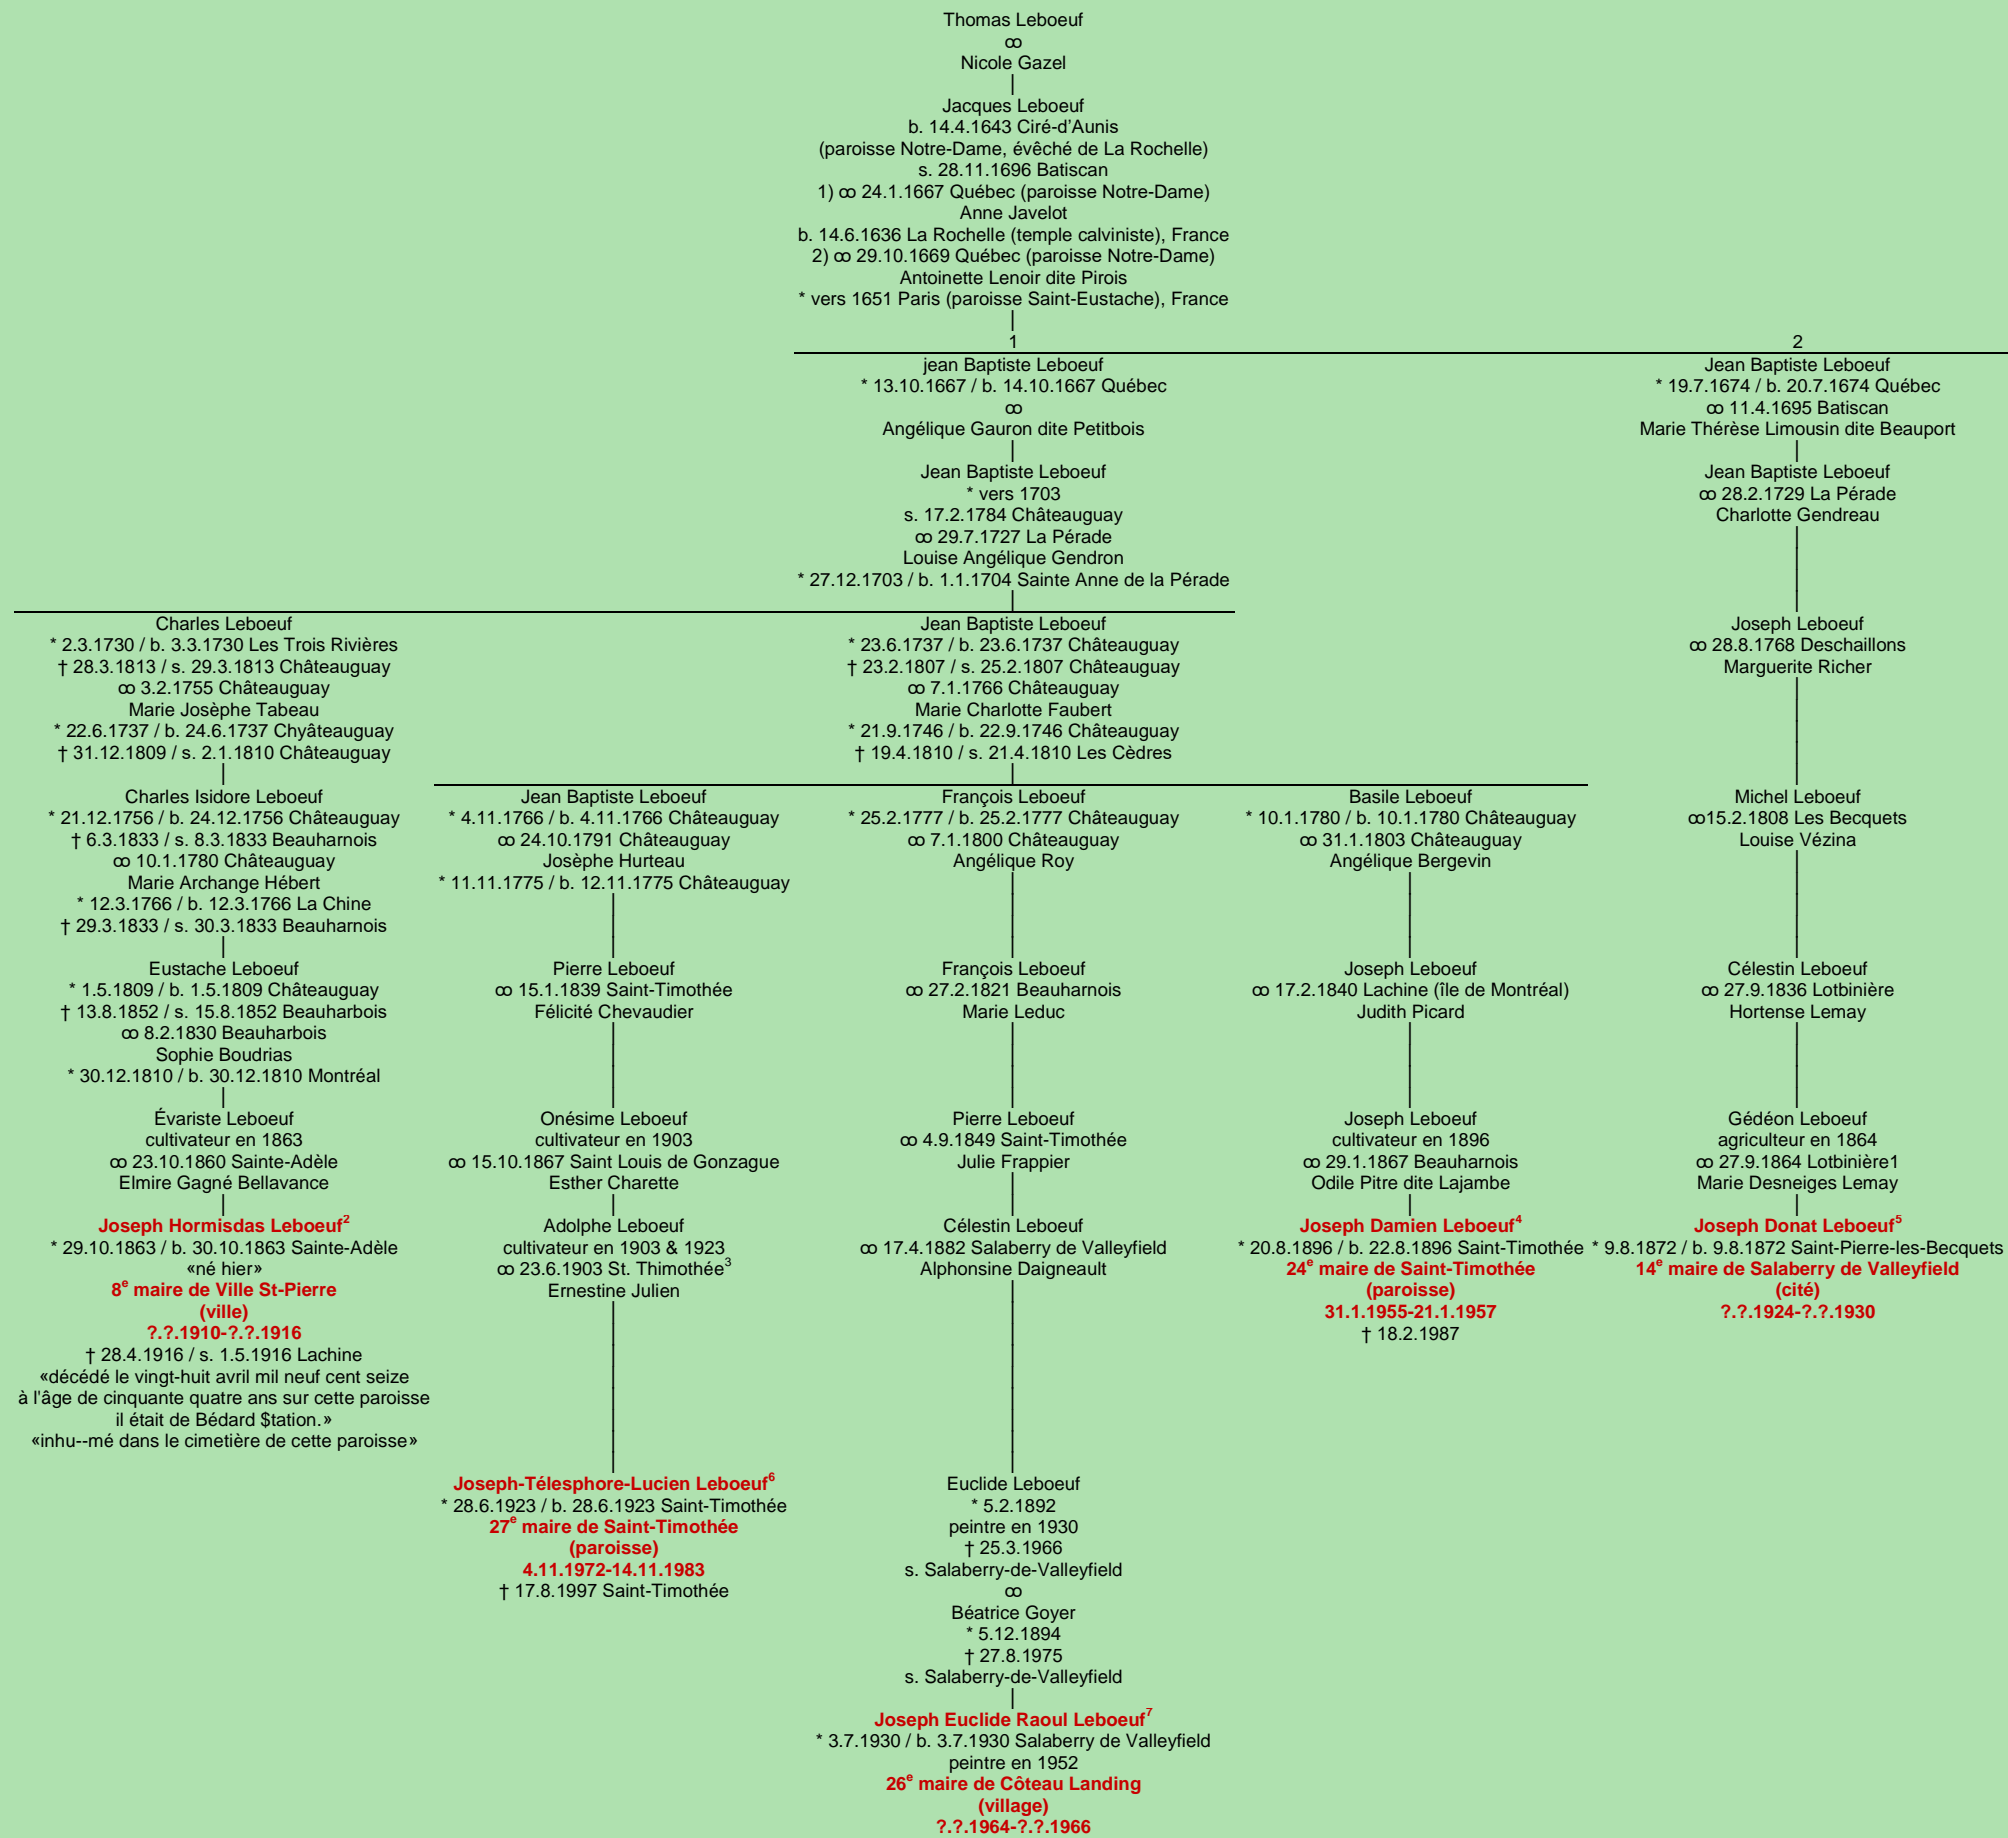 Thomas Leboeuf
ꝏ
Nicole Gazel
Jacques Leboeuf
b. 14.4.1643 Ciré-d'Aunis
(paroisse Notre-Dame, évêché de La Rochelle)
s. 28.11.1696 Batiscan
1) ꝏ 24.1.1667 Québec (paroisse Notre-Dame)
Anne Javelot
b. 14.6.1636 La Rochelle (temple calviniste), France
2) ꝏ 29.10.1669 Québec (paroisse Notre-Dame)
Antoinette Lenoir dite Pirois
* vers 1651 Paris (paroisse Saint-Eustache), France
1
jean Baptiste Leboeuf
* 13.10.1667 / b. 14.10.1667 Québec
ꝏ
Angélique Gauron dite Petitbois
Jean Baptiste Leboeuf
* vers 1703
s. 17.2.1784 Châteauguay
ꝏ 29.7.1727 La Pérade
Louise Angélique Gendron
* 27.12.1703 / b. 1.1.1704 Sainte Anne de la Pérade
2
Jean Baptiste Leboeuf
* 19.7.1674 / b. 20.7.1674 Québec
ꝏ 11.4.1695 Batiscan
Marie Thérèse Limousin dite Beauport
Jean Baptiste Leboeuf
ꝏ 28.2.1729 La Pérade
Charlotte Gendreau
Charles Leboeuf
* 2.3.1730 / b. 3.3.1730 Les Trois Rivières
† 28.3.1813 / s. 29.3.1813 Châteauguay
ꝏ 3.2.1755 Châteauguay
Marie Josèphe Tabeau
* 22.6.1737 / b. 24.6.1737 Chyâteauguay
† 31.12.1809 / s. 2.1.1810 Châteauguay
Jean Baptiste Leboeuf
* 23.6.1737 / b. 23.6.1737 Châteauguay
† 23.2.1807 / s. 25.2.1807 Châteauguay
ꝏ 7.1.1766 Châteauguay
Marie Charlotte Faubert
* 21.9.1746 / b. 22.9.1746 Châteauguay
† 19.4.1810 / s. 21.4.1810 Les Cèdres
Joseph Leboeuf
ꝏ 28.8.1768 Deschaillons
Marguerite Richer
Charles Isidore Leboeuf
* 21.12.1756 / b. 24.12.1756 Châteauguay
† 6.3.1833 / s. 8.3.1833 Beauharnois
ꝏ 10.1.1780 Châteauguay
Marie Archange Hébert
* 12.3.1766 / b. 12.3.1766 La Chine
† 29.3.1833 / s. 30.3.1833 Beauharnois
Jean Baptiste Leboeuf
* 4.11.1766 / b. 4.11.1766 Châteauguay
ꝏ 24.10.1791 Châteauguay
Josèphe Hurteau
* 11.11.1775 / b. 12.11.1775 Châteauguay
François Leboeuf
* 25.2.1777 / b. 25.2.1777 Châteauguay
ꝏ 7.1.1800 Châteauguay
Angélique Roy
Basile Leboeuf
* 10.1.1780 / b. 10.1.1780 Châteauguay
ꝏ 31.1.1803 Châteauguay
Angélique Bergevin
Michel Leboeuf
ꝏ15.2.1808 Les Becquets
Louise Vézina
Eustache Leboeuf
* 1.5.1809 / b. 1.5.1809 Châteauguay
† 13.8.1852 / s. 15.8.1852 Beauharbois
ꝏ 8.2.1830 Beauharbois
Sophie Boudrias
* 30.12.1810 / b. 30.12.1810 Montréal
Pierre Leboeuf
ꝏ 15.1.1839 Saint-Timothée
Félicité Chevaudier
François Leboeuf
ꝏ 27.2.1821 Beauharnois
Marie Leduc
Joseph Leboeuf
ꝏ 17.2.1840 Lachine (île de Montréal)
Judith Picard
Célestin Leboeuf
ꝏ 27.9.1836 Lotbinière
Hortense Lemay
Évariste Leboeuf
cultivateur en 1863
ꝏ 23.10.1860 Sainte-Adèle
Elmire Gagné Bellavance
Onésime Leboeuf
cultivateur en 1903
ꝏ 15.10.1867 Saint Louis de Gonzague
Esther Charette
Pierre Leboeuf
ꝏ 4.9.1849 Saint-Timothée
Julie Frappier
Joseph Leboeuf
cultivateur en 1896
ꝏ 29.1.1867 Beauharnois
Odile Pitre dite Lajambe
Gédéon Leboeuf
agriculteur en 1864
ꝏ 27.9.1864 Lotbinière1
Marie Desneiges Lemay
Joseph Hormisdas Leboeuf²
* 29.10.1863 / b. 30.10.1863 Sainte-Adèle
«né hier»
8ᵉ maire de Ville St-Pierre
(ville)
?.?.1910-?.?.1916
† 28.4.1916 / s. 1.5.1916 Lachine
«décédé le vingt-huit avril mil neuf cent seize
à l'âge de cinquante quatre ans sur cette paroisse
il était de Bédard $tation.»
«inhu--mé dans le cimetière de cette paroisse»
Adolphe Leboeuf
cultivateur en 1903 & 1923
ꝏ 23.6.1903 St. Thimothée³
Ernestine Julien
Célestin Leboeuf
ꝏ 17.4.1882 Salaberry de Valleyfield
Alphonsine Daigneault
Joseph Damien Leboeuf⁴
* 20.8.1896 / b. 22.8.1896 Saint-Timothée
24ᵉ maire de Saint-Timothée
(paroisse)
31.1.1955-21.1.1957
† 18.2.1987
Joseph Donat Leboeuf⁵
* 9.8.1872 / b. 9.8.1872 Saint-Pierre-les-Becquets
14ᵉ maire de Salaberry de Valleyfield
(cité)
?.?.1924-?.?.1930
Joseph-Télesphore-Lucien Leboeuf⁶
* 28.6.1923 / b. 28.6.1923 Saint-Timothée
27ᵉ maire de Saint-Timothée
(paroisse)
4.11.1972-14.11.1983
† 17.8.1997 Saint-Timothée
Euclide Leboeuf
* 5.2.1892
peintre en 1930
† 25.3.1966
s. Salaberry-de-Valleyfield
ꝏ
Béatrice Goyer
* 5.12.1894
† 27.8.1975
s. Salaberry-de-Valleyfield
Joseph Euclide Raoul Leboeuf⁷
* 3.7.1930 / b. 3.7.1930 Salaberry de Valleyfield
peintre en 1952
26ᵉ maire de Côteau Landing
(village)
?.?.1964-?.?.1966